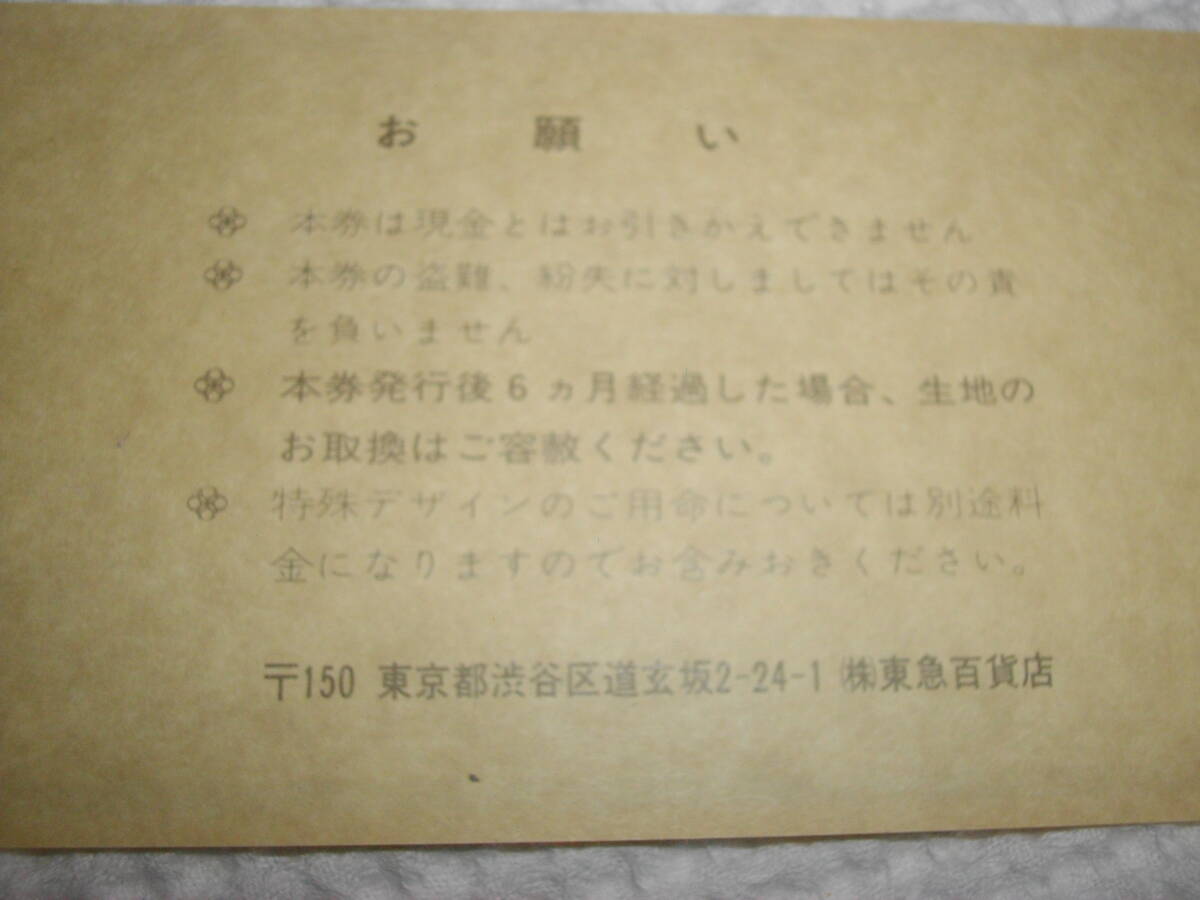 お願い
本券は現金とはお引きかえできません
本券の盗難、紛失に対しましてはその責
を負いません
本券発行後6ヵ月経過した場合、生地の
お取換はご容赦ください。
特殊デザインのご用命については別途料
金になりますのでお含みおきください。
〒150 東京都渋谷区道玄坂2-24-1 ㈱東急百貨店